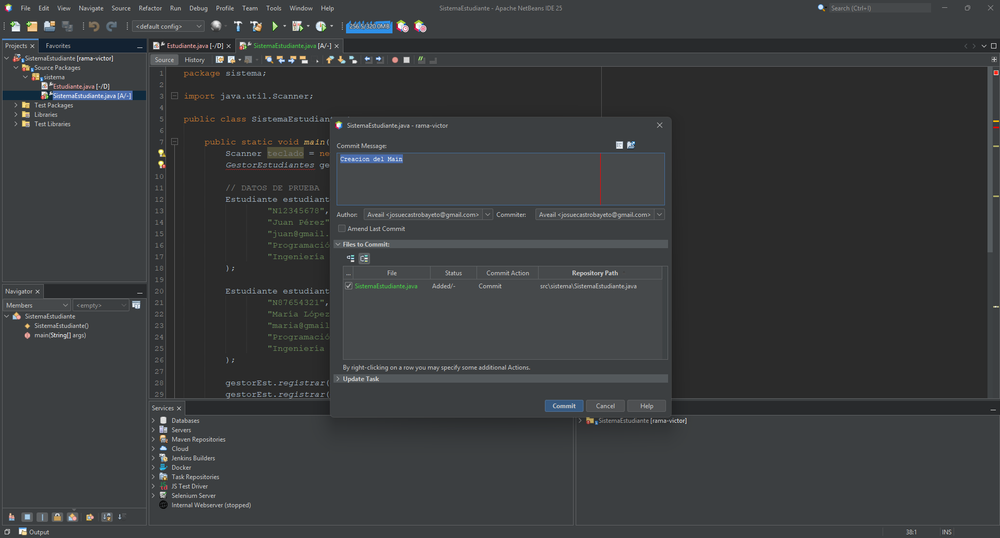 File Edit View Navigate Source Refactor Run Debug Profile Team Tools Window Help
SistemaEstudiante - Apache NetBeans IDE 25
Search (Ctrl+I)
<default config>
256.5/320.0MB
Projects
Favorites
SistemaEstudiante [rama-victor]
Source Packages
sistema
Estudiante.java [-/D]
SistemaEstudiante.java [A/-]
Test Packages
Libraries
Test Libraries
Navigator
Members
<empty>
SistemaEstudiante
SistemaEstudiante()
main(String[] args)
Estudiante.java [-/D]
SistemaEstudiante.java [A/-]
Source
History
1 package sistema;
2
3 import java.util.Scanner;
4
5 public class SistemaEstudiant
6
7 public static void main(
Scanner teclado = ne
GestorEstudiantes ge
10
11 // DATOS DE PRUEBA
12 Estudiante estudiant
13 "N12345678",
14 "Juan Pérez"
15 "juan@gmail.
16 "Programació
17 "Ingeniería
18 );
19
20 Estudiante estudiant
21 "N87654321",
22 "María López
23 "maria@gmail
24 "Programació
25 "Ingeniería
26 );
27
28 gestorEst.registrar(
29 gestorEst.registrar(
SistemaEstudiante.java - rama-victor
Commit Message:
Creacion del Main
Author: Aveail <josuecastrobayeto@gmail.com>
Commiter: Aveail <josuecastrobayeto@gmail.com>
Amend Last Commit
Files to Commit:
... File Status Commit Action Repository Path
SistemaEstudiante.java Added/- Commit src\sistema\SistemaEstudiante.java
By right-clicking on a row you may specify some additional Actions.
Update Task
Commit
Cancel
Help
Services
Databases
Servers
Maven Repositories
Cloud
Jenkins Builders
Docker
Task Repositories
JS Test Driver
Selenium Server
Internal Webserver (stopped)
SistemaEstudiante [rama-victor]
Output
38:1
INS